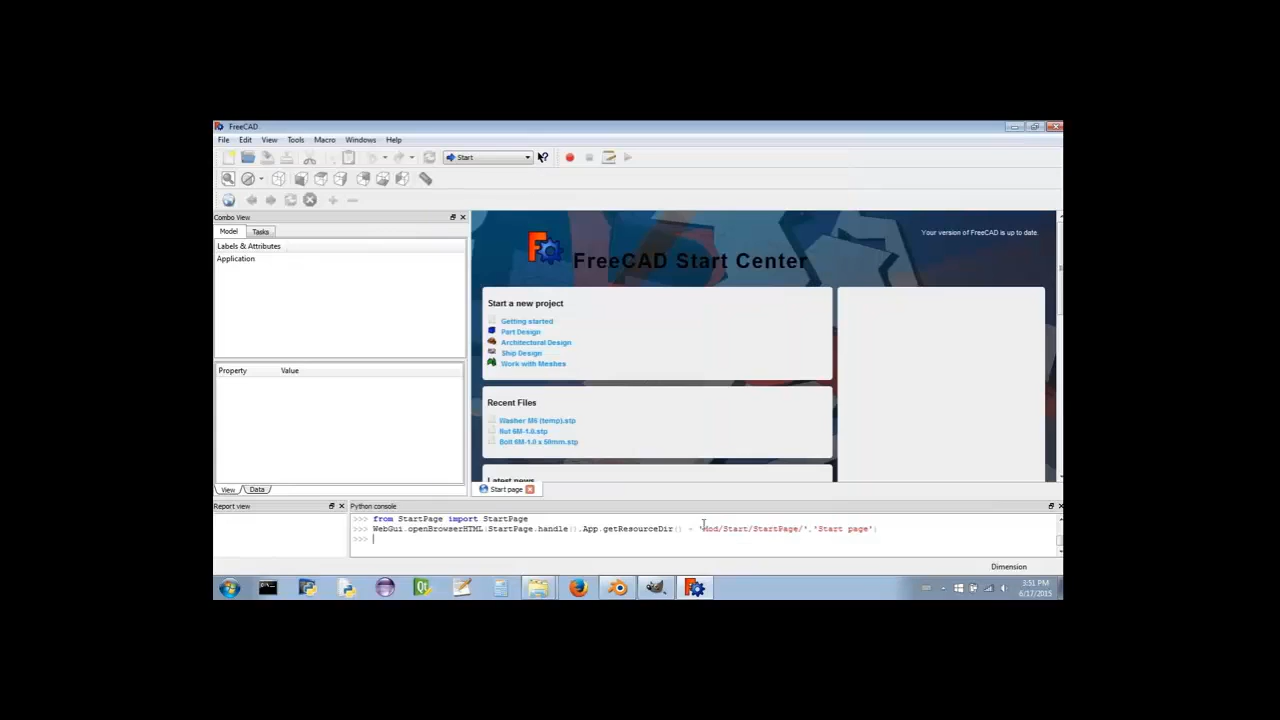 FreeCAD
File Edit View Tools Macro Windows Help
Start
Combo View
Model Tasks
Labels & Attributes
Application
Property Value
View Data
Your version of FreeCAD is up to date.
FreeCAD Start Center
Start a new project
Getting started
Part Design
Architectural Design
Ship Design
Work with Meshes
Recent Files
Washer M6 (temp).stp
Nut 6M-1.0.stp
Bolt 6M-1.0 x 50mm.stp
Latest news
Start page
Report view
Python console
>>> from StartPage import StartPage
>>> WebGui.openBrowserHTML(StartPage.handle(),App.getResourceDir() + 'Mod/Start/StartPage/','Start page')
>>>
Dimension
3:51 PM
6/17/2015